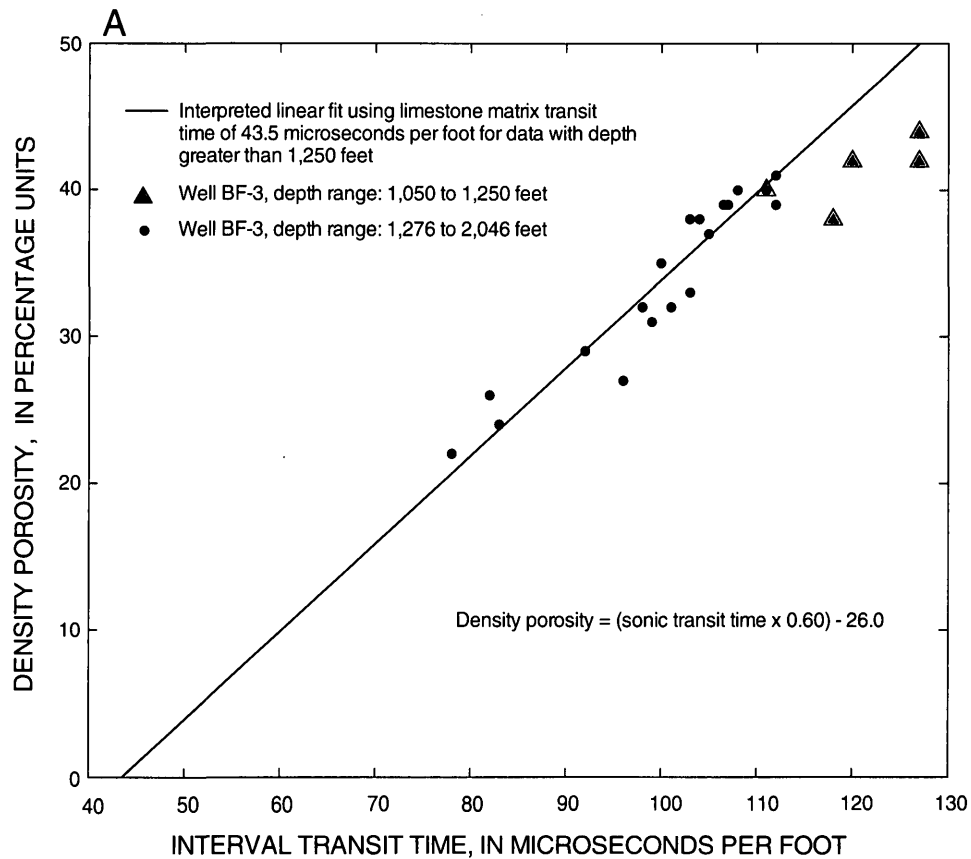 A
50
40
30
20
10
0
DENSITY POROSITY, IN PERCENTAGE UNITS
Interpreted linear fit using limestone matrix transit
time of 43.5 microseconds per foot for data with depth
greater than 1,250 feet
Well BF-3, depth range: 1,050 to 1,250 feet
Well BF-3, depth range: 1,276 to 2,046 feet
Density porosity = (sonic transit time x 0.60) - 26.0
40 50 60 70 80 90 100 110 120 130
INTERVAL TRANSIT TIME, IN MICROSECONDS PER FOOT